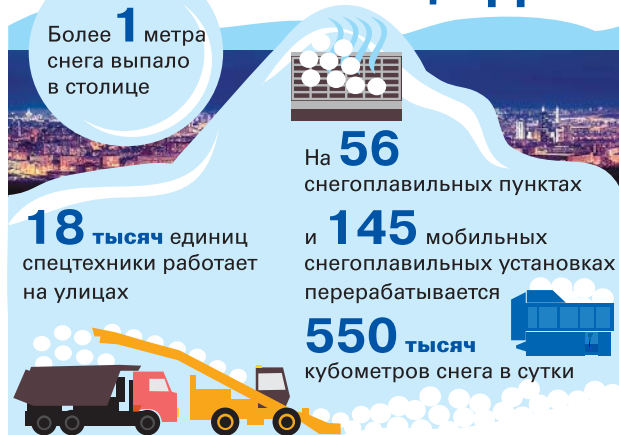 Более 1 метра
снега выпало
в столице
На 56
снегоплавильных пунктах
18 тысяч единиц
спецтехники работает
на улицах
и 145 мобильных
снегоплавильных установках
перерабатывается
550 тысяч
кубометров снега в сутки